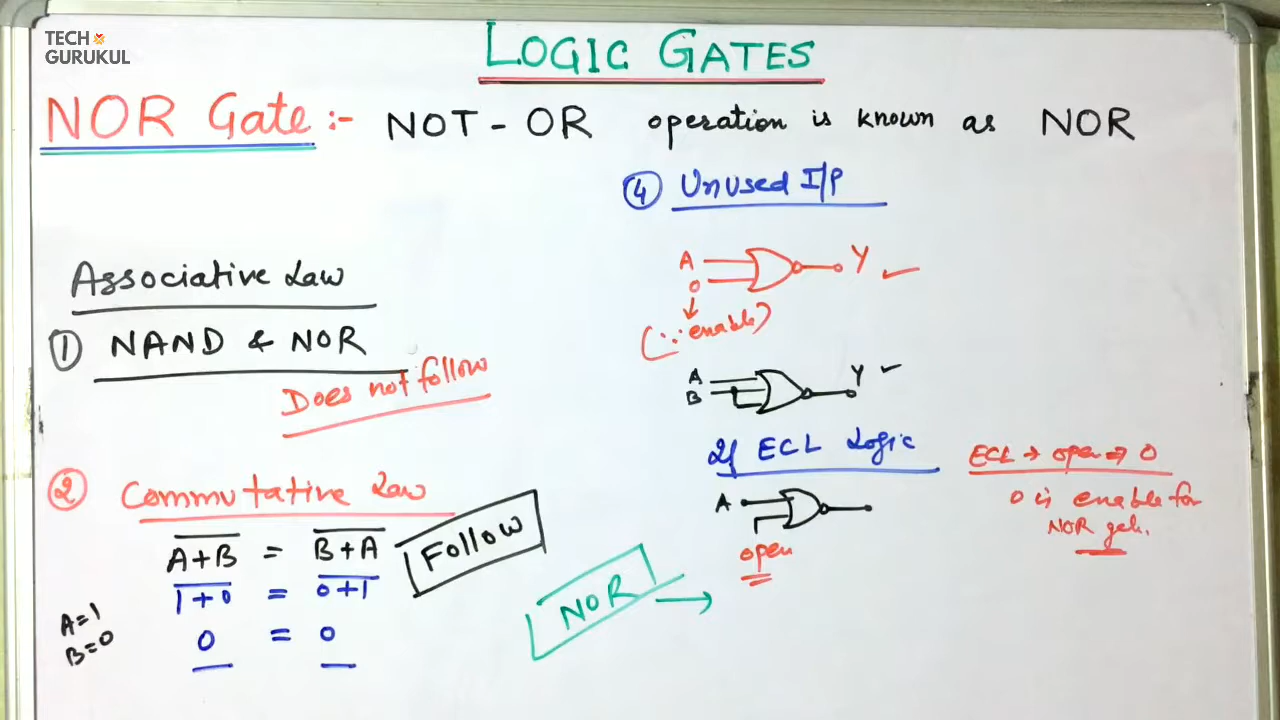 TECH
GURUKUL
LOGIC GATES
NOR Gate :- NOT - OR operation is known as NOR
Associative Law
① NAND & NOR
Does not follow
② Commutative Law
A+B = B+A
Follow
1+0 = 0+1
A=1
B=0
0 = 0
④ Unused I/P
A
0
Y
(∵ enable)
A
B
Y
If ECL Logic
A
open
ECL → open → 0
0 is enable for
NOR gate.
NOR →